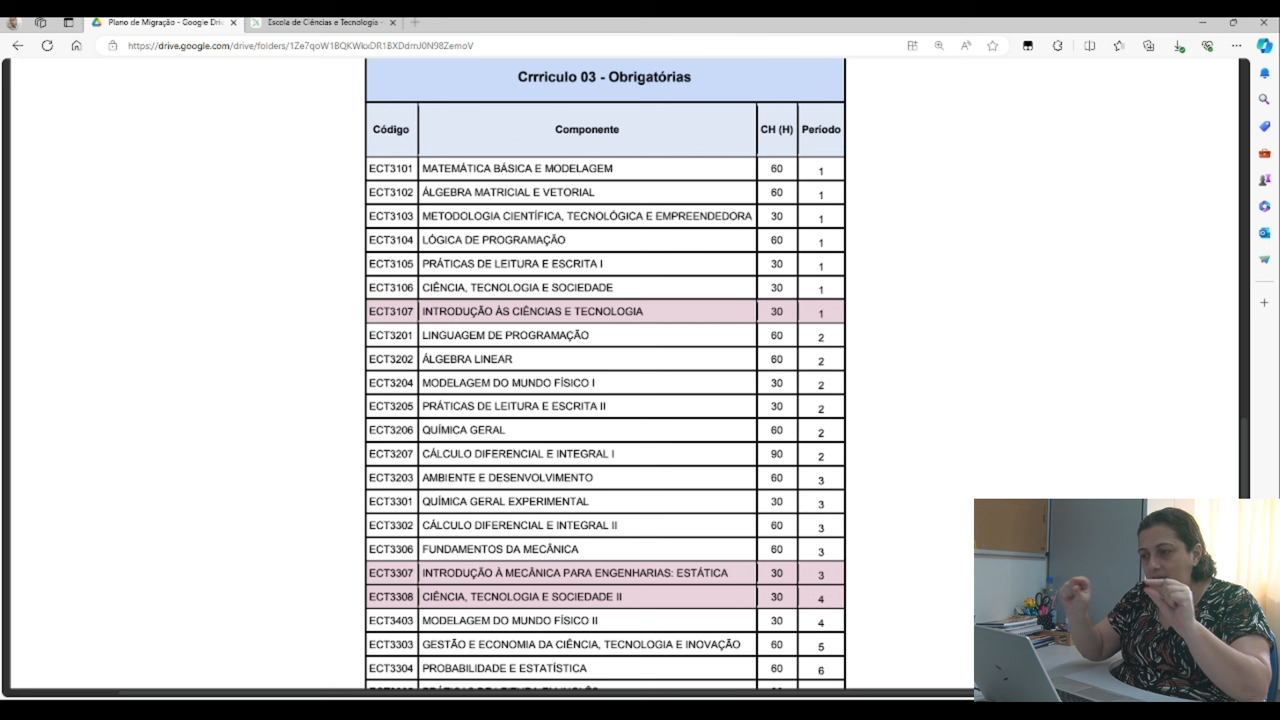 Plano de Migração - Google Driv
Escola de Ciências e Tecnologia -
https://drive.google.com/drive/folders/1Ze7qoW1BQKWkxDR1BXDdmJ0N98ZemoV
Crrriculo 03 - Obrigatórias
Código Componente CH (H) Período
ECT3101 MATEMÁTICA BÁSICA E MODELAGEM 60 1
ECT3102 ÁLGEBRA MATRICIAL E VETORIAL 60 1
ECT3103 METODOLOGIA CIENTÍFICA, TECNOLÓGICA E EMPREENDEDORA 30 1
ECT3104 LÓGICA DE PROGRAMAÇÃO 60 1
ECT3105 PRÁTICAS DE LEITURA E ESCRITA I 30 1
ECT3106 CIÊNCIA, TECNOLOGIA E SOCIEDADE 30 1
ECT3107 INTRODUÇÃO ÀS CIÊNCIAS E TECNOLOGIA 30 1
ECT3201 LINGUAGEM DE PROGRAMAÇÃO 60 2
ECT3202 ÁLGEBRA LINEAR 60 2
ECT3204 MODELAGEM DO MUNDO FÍSICO I 30 2
ECT3205 PRÁTICAS DE LEITURA E ESCRITA II 30 2
ECT3206 QUÍMICA GERAL 60 2
ECT3207 CÁLCULO DIFERENCIAL E INTEGRAL I 90 2
ECT3203 AMBIENTE E DESENVOLVIMENTO 60 3
ECT3301 QUÍMICA GERAL EXPERIMENTAL 30 3
ECT3302 CÁLCULO DIFERENCIAL E INTEGRAL II 60 3
ECT3306 FUNDAMENTOS DA MECÂNICA 60 3
ECT3307 INTRODUÇÃO À MECÂNICA PARA ENGENHARIAS: ESTÁTICA 30 3
ECT3308 CIÊNCIA, TECNOLOGIA E SOCIEDADE II 30 4
ECT3403 MODELAGEM DO MUNDO FÍSICO II 30 4
ECT3303 GESTÃO E ECONOMIA DA CIÊNCIA, TECNOLOGIA E INOVAÇÃO 60 5
ECT3304 PROBABILIDADE E ESTATÍSTICA 60 6